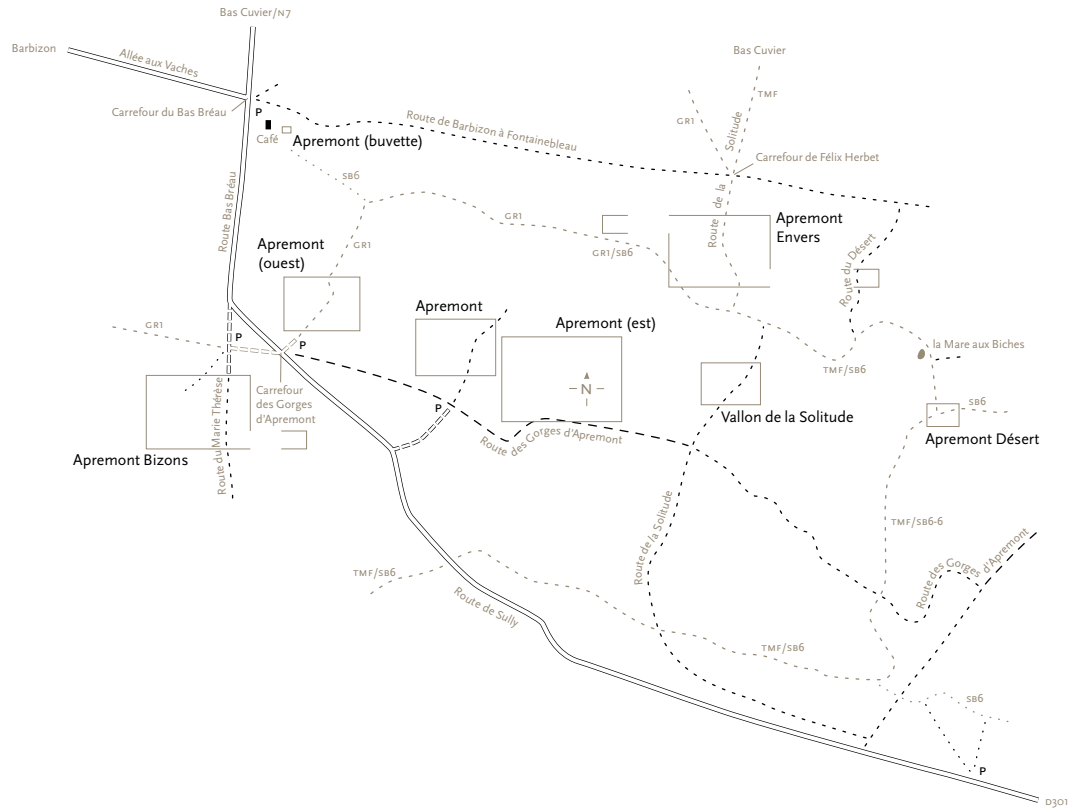 Bas Cuvier/N7
Barbizon
Allée aux Vaches
Bas Cuvier
TMF
Carrefour du Bas Bréau
P
Café
Apremont (buvette)
Route de Barbizon à Fontainebleau
GR1
Solitude
Route de la
Carrefour de Félix Herbet
SB6
Route Bas Bréau
GR1
GR1
GR1/SB6
Apremont
Envers
Apremont
(ouest)
Route du Désert
Apremont
Apremont (est)
GR1
P
P
la Mare aux Biches
TMF/SB6
N
Carrefour
des Gorges
d'Apremont
Route du Marie Thérèse
P
SB6
Vallon de la Solitude
Apremont Désert
Route des Gorges d'Apremont
Apremont Bizons
Route de la Solitude
TMF/SB6-6
Route des Gorges d'Apremont
TMF/SB6
Route de Sully
TMF/SB6
SB6
P
D301